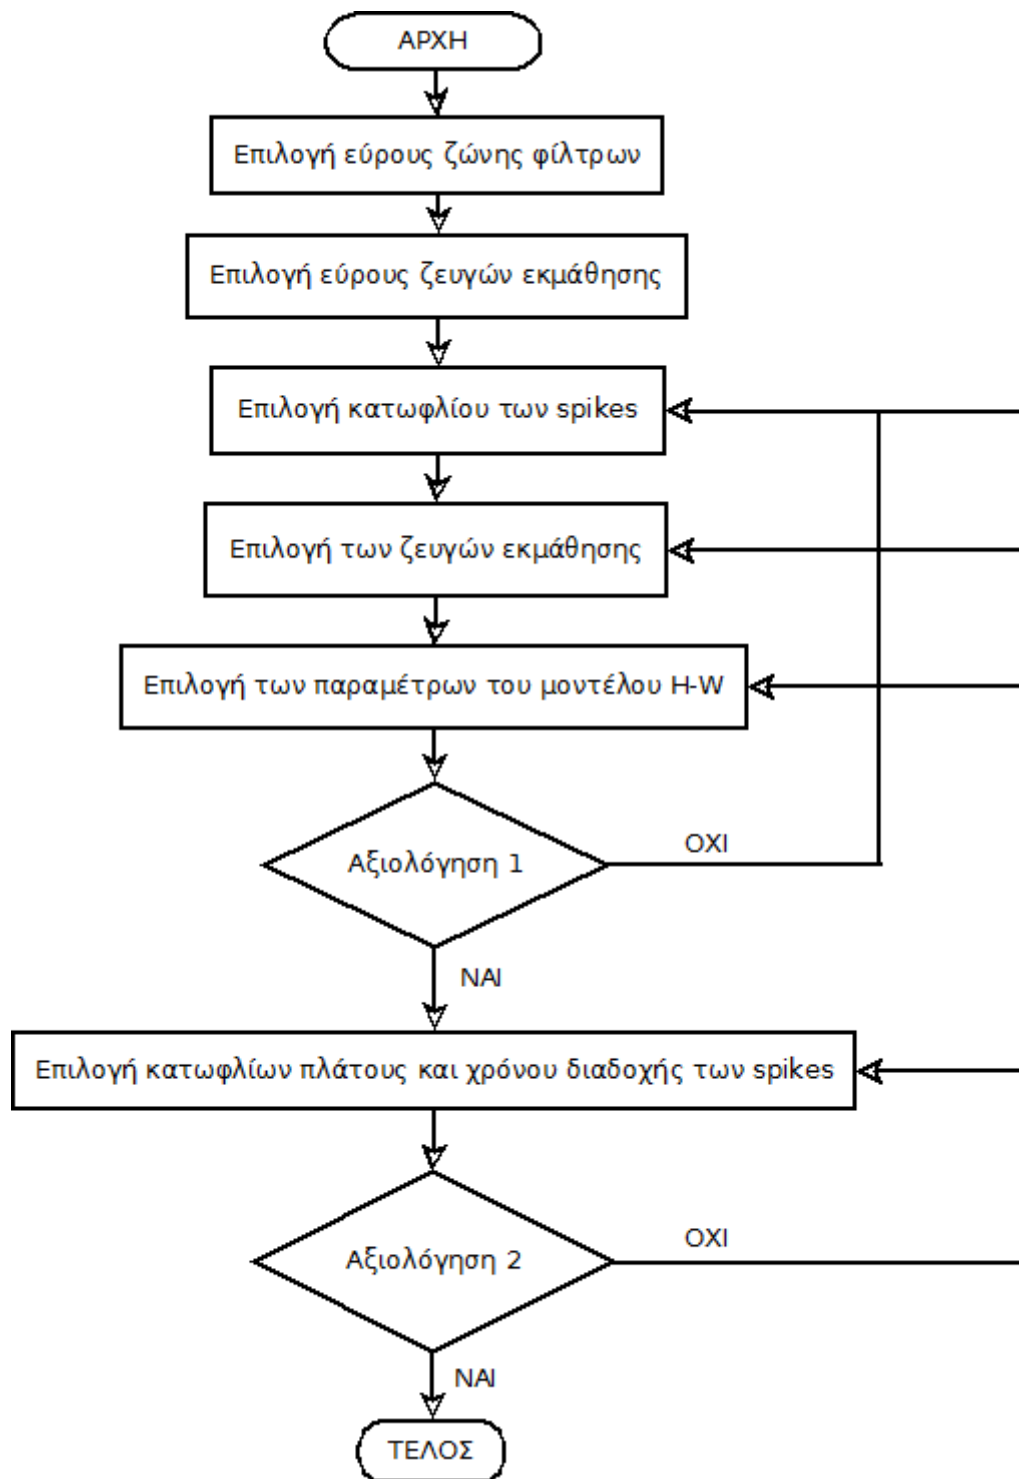 ΑΡΧΗ
Επιλογή εύρους ζώνης φίλτρων
Επιλογή εύρους ζευγών εκμάθησης
Επιλογή κατωφλίου των spikes
Επιλογή των ζευγών εκμάθησης
Επιλογή των παραμέτρων του μοντέλου H-W
Αξιολόγηση 1
ΟΧΙ
ΝΑΙ
Επιλογή κατωφλίων πλάτους και χρόνου διαδοχής των spikes
Αξιολόγηση 2
ΟΧΙ
ΝΑΙ
ΤΕΛΟΣ